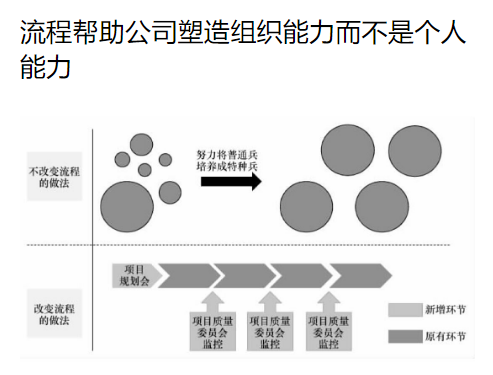 流程帮助公司塑造组织能力而不是个人
能力
不改变流程
的做法
努力将普通兵
培养成特种兵
项目
规划会
改变流程
的做法
项目质量
委员会
监控
项目质量
委员会
监控
项目质量
委员会
监控
新增环节
原有环节